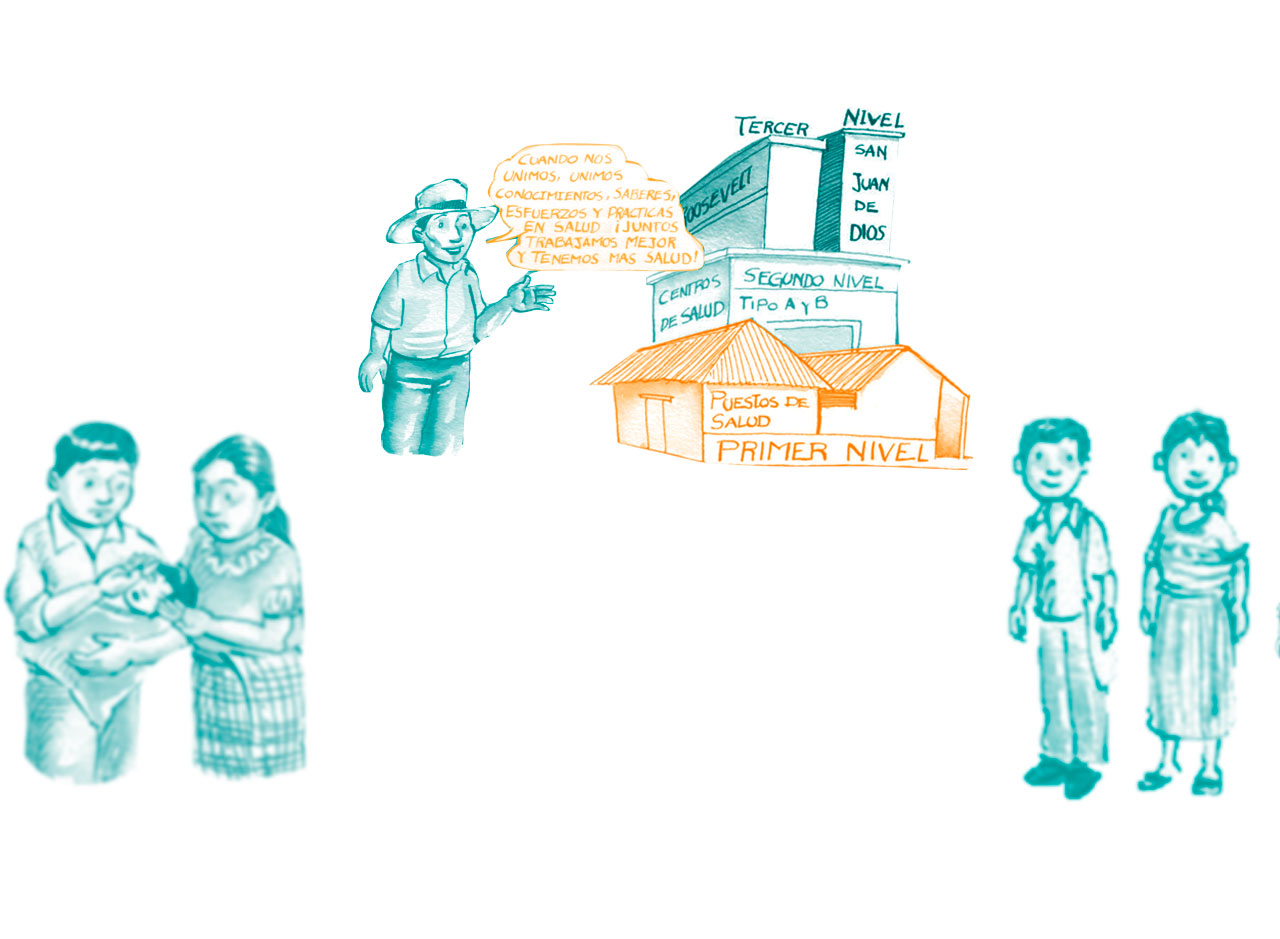 CUANDO NOS
UNIMOS, UNIMOS
CONOCIMIENTOS, SABERES,
ESFUERZOS Y PRACTICAS
EN SALUD ¡JUNTOS
TRABAJAMOS MEJOR
Y TENEMOS MAS SALUD!
TERCER NIVEL
ROOSEVELT
SAN
JUAN
DE
DIOS
CENTROS
DE SALUD
SEGUNDO NIVEL
TIPO A Y B
PUESTOS DE
SALUD
PRIMER NIVEL